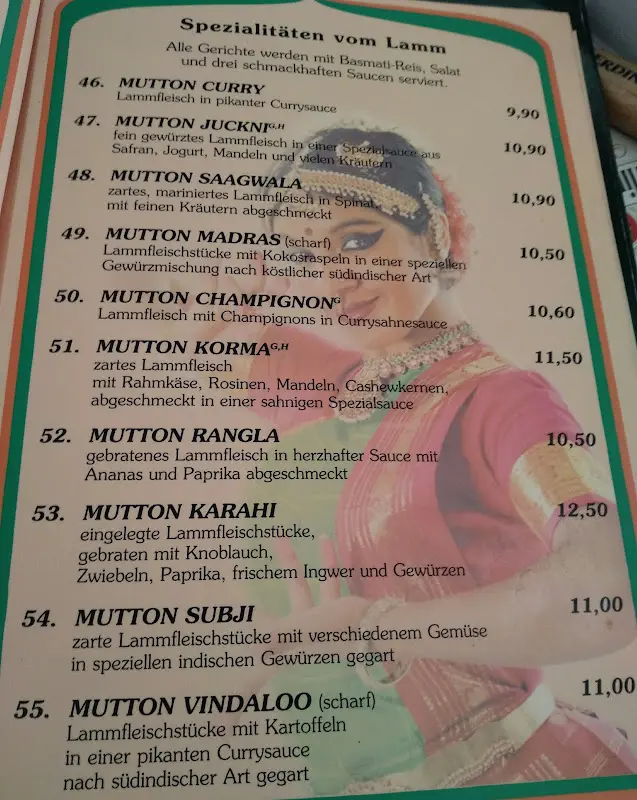 Spezialitäten vom Lamm
Alle Gerichte werden mit Basmati-Reis, Salat
und drei schmackhaften Saucen serviert.
46. MUTTON CURRY
Lammfleisch in pikanter Currysauce 9,90
47. MUTTON JUCKNI G,H
fein gewürztes Lammfleisch in einer Spezialsauce aus
Safran, Jogurt, Mandeln und vielen Kräutern 10,90
48. MUTTON SAAGWALA
zartes, mariniertes Lammfleisch in Spinat, 10,90
mit feinen Kräutern abgeschmeckt
49. MUTTON MADRAS (scharf)
Lammfleischstücke mit Kokosraspeln in einer speziellen 10,50
Gewürzmischung nach köstlicher südindischer Art
50. MUTTON CHAMPIGNON G
Lammfleisch mit Champignons in Currysahnesauce 10,60
51. MUTTON KORMA G,H 11,50
zartes Lammfleisch
mit Rahmkäse, Rosinen, Mandeln, Cashewkernen,
abgeschmeckt in einer sahnigen Spezialsauce
52. MUTTON RANGLA 10,50
gebratenes Lammfleisch in herzhafter Sauce mit
Ananas und Paprika abgeschmeckt
53. MUTTON KARAHI 12,50
eingelegte Lammfleischstücke,
gebraten mit Knoblauch,
Zwiebeln, Paprika, frischem Ingwer und Gewürzen
54. MUTTON SUBJI 11,00
zarte Lammfleischstücke mit verschiedenem Gemüse
in speziellen indischen Gewürzen gegart
55. MUTTON VINDALOO (scharf) 11,00
Lammfleischstücke mit Kartoffeln
in einer pikanten Currysauce
nach südindischer Art gegart